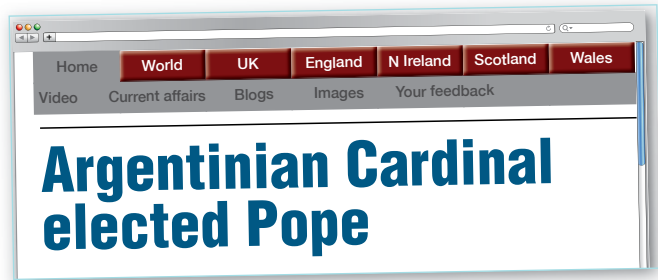 Home World UK England N Ireland Scotland Wales
Video Current affairs Blogs Images Your feedback
Argentinian Cardinal
elected Pope